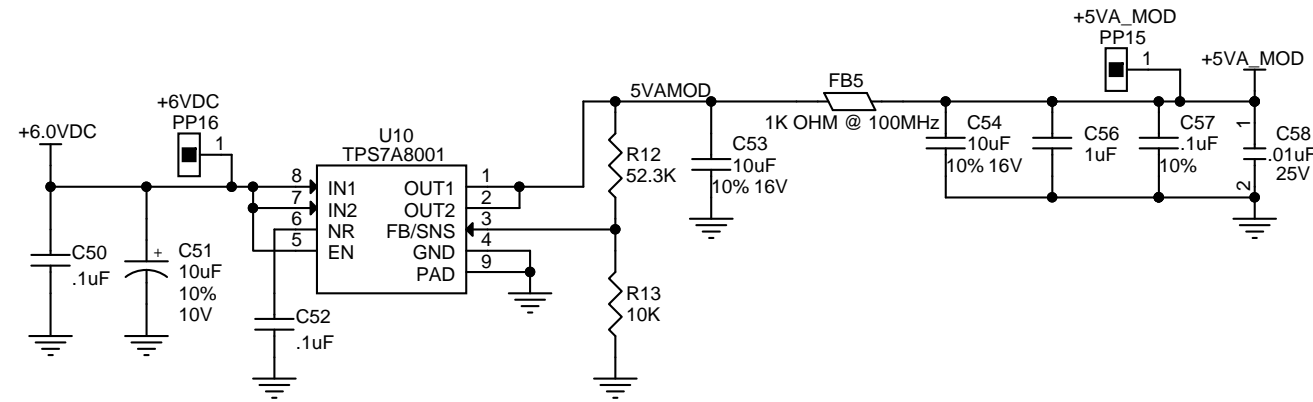 +6.0VDC
+6VDC
PP16
1
C50
.1uF
+
C51
10uF
10%
10V
U10
TPS7A8001
8
7
6
5
IN1
IN2
NR
EN
OUT1
OUT2
FB/SNS
GND
PAD
1
2
3
4
9
C52
.1uF
5VAMOD
R12
52.3K
R13
10K
C53
10uF
10% 16V
FB5
1K OHM @ 100MHz
C54
10uF
10% 16V
C56
1uF
+5VA_MOD
PP15
1
C57
.1uF
10%
+5VA_MOD
1
2
C58
.01uF
25V